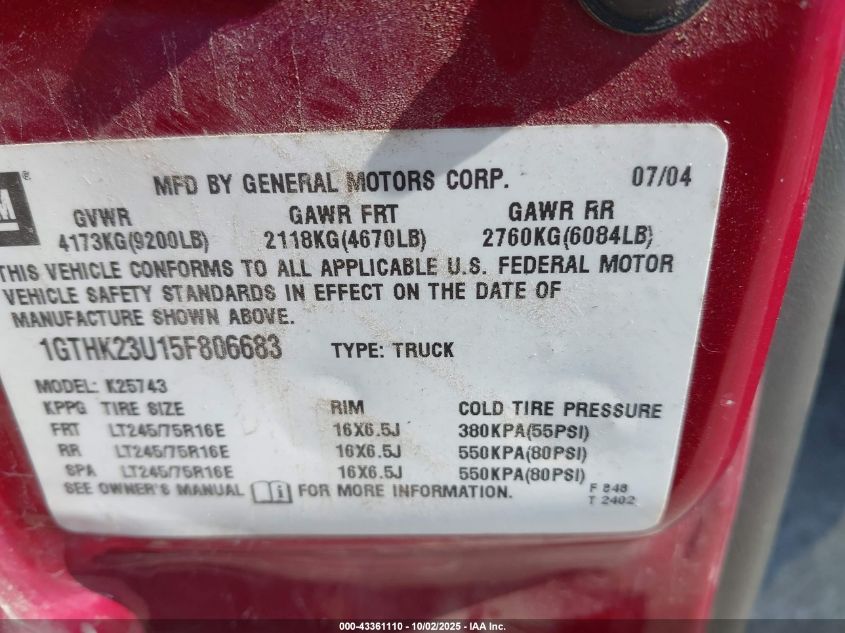 GM ®
MFD BY GENERAL MOTORS CORP. 07/04
GVWR GAWR FRT GAWR RR
4173KG(9200LB) 2118KG(4670LB) 2760KG(6084LB)
THIS VEHICLE CONFORMS TO ALL APPLICABLE U.S. FEDERAL MOTOR
VEHICLE SAFETY STANDARDS IN EFFECT ON THE DATE OF
MANUFACTURE SHOWN ABOVE.
1GTHK23U15F806683 TYPE: TRUCK
MODEL: K25743
KPPG TIRE SIZE RIM COLD TIRE PRESSURE
FRT LT245/75R16E 16X6.5J 380KPA(55PSI)
RR LT245/75R16E 16X6.5J 550KPA(80PSI)
SPA LT245/75R16E 16X6.5J 550KPA(80PSI)
SEE OWNER'S MANUAL i FOR MORE INFORMATION.
F 848
T 2402
000-43361110 - 10/02/2025 - IAA Inc.